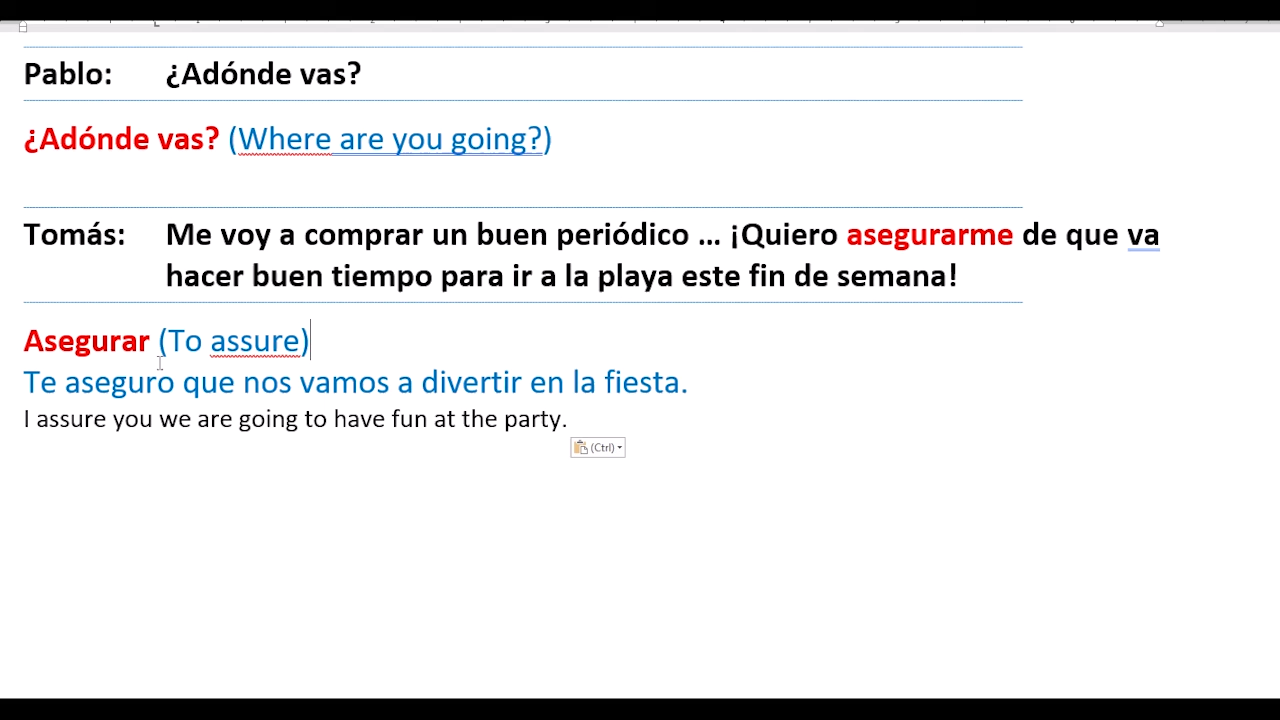 Pablo: ¿Adónde vas?
¿Adónde vas? (Where are you going?)
Tomás: Me voy a comprar un buen periódico ... ¡Quiero asegurarme de que va
hacer buen tiempo para ir a la playa este fin de semana!
Asegurar (To assure)
Te aseguro que nos vamos a divertir en la fiesta.
I assure you we are going to have fun at the party.
(Ctrl)